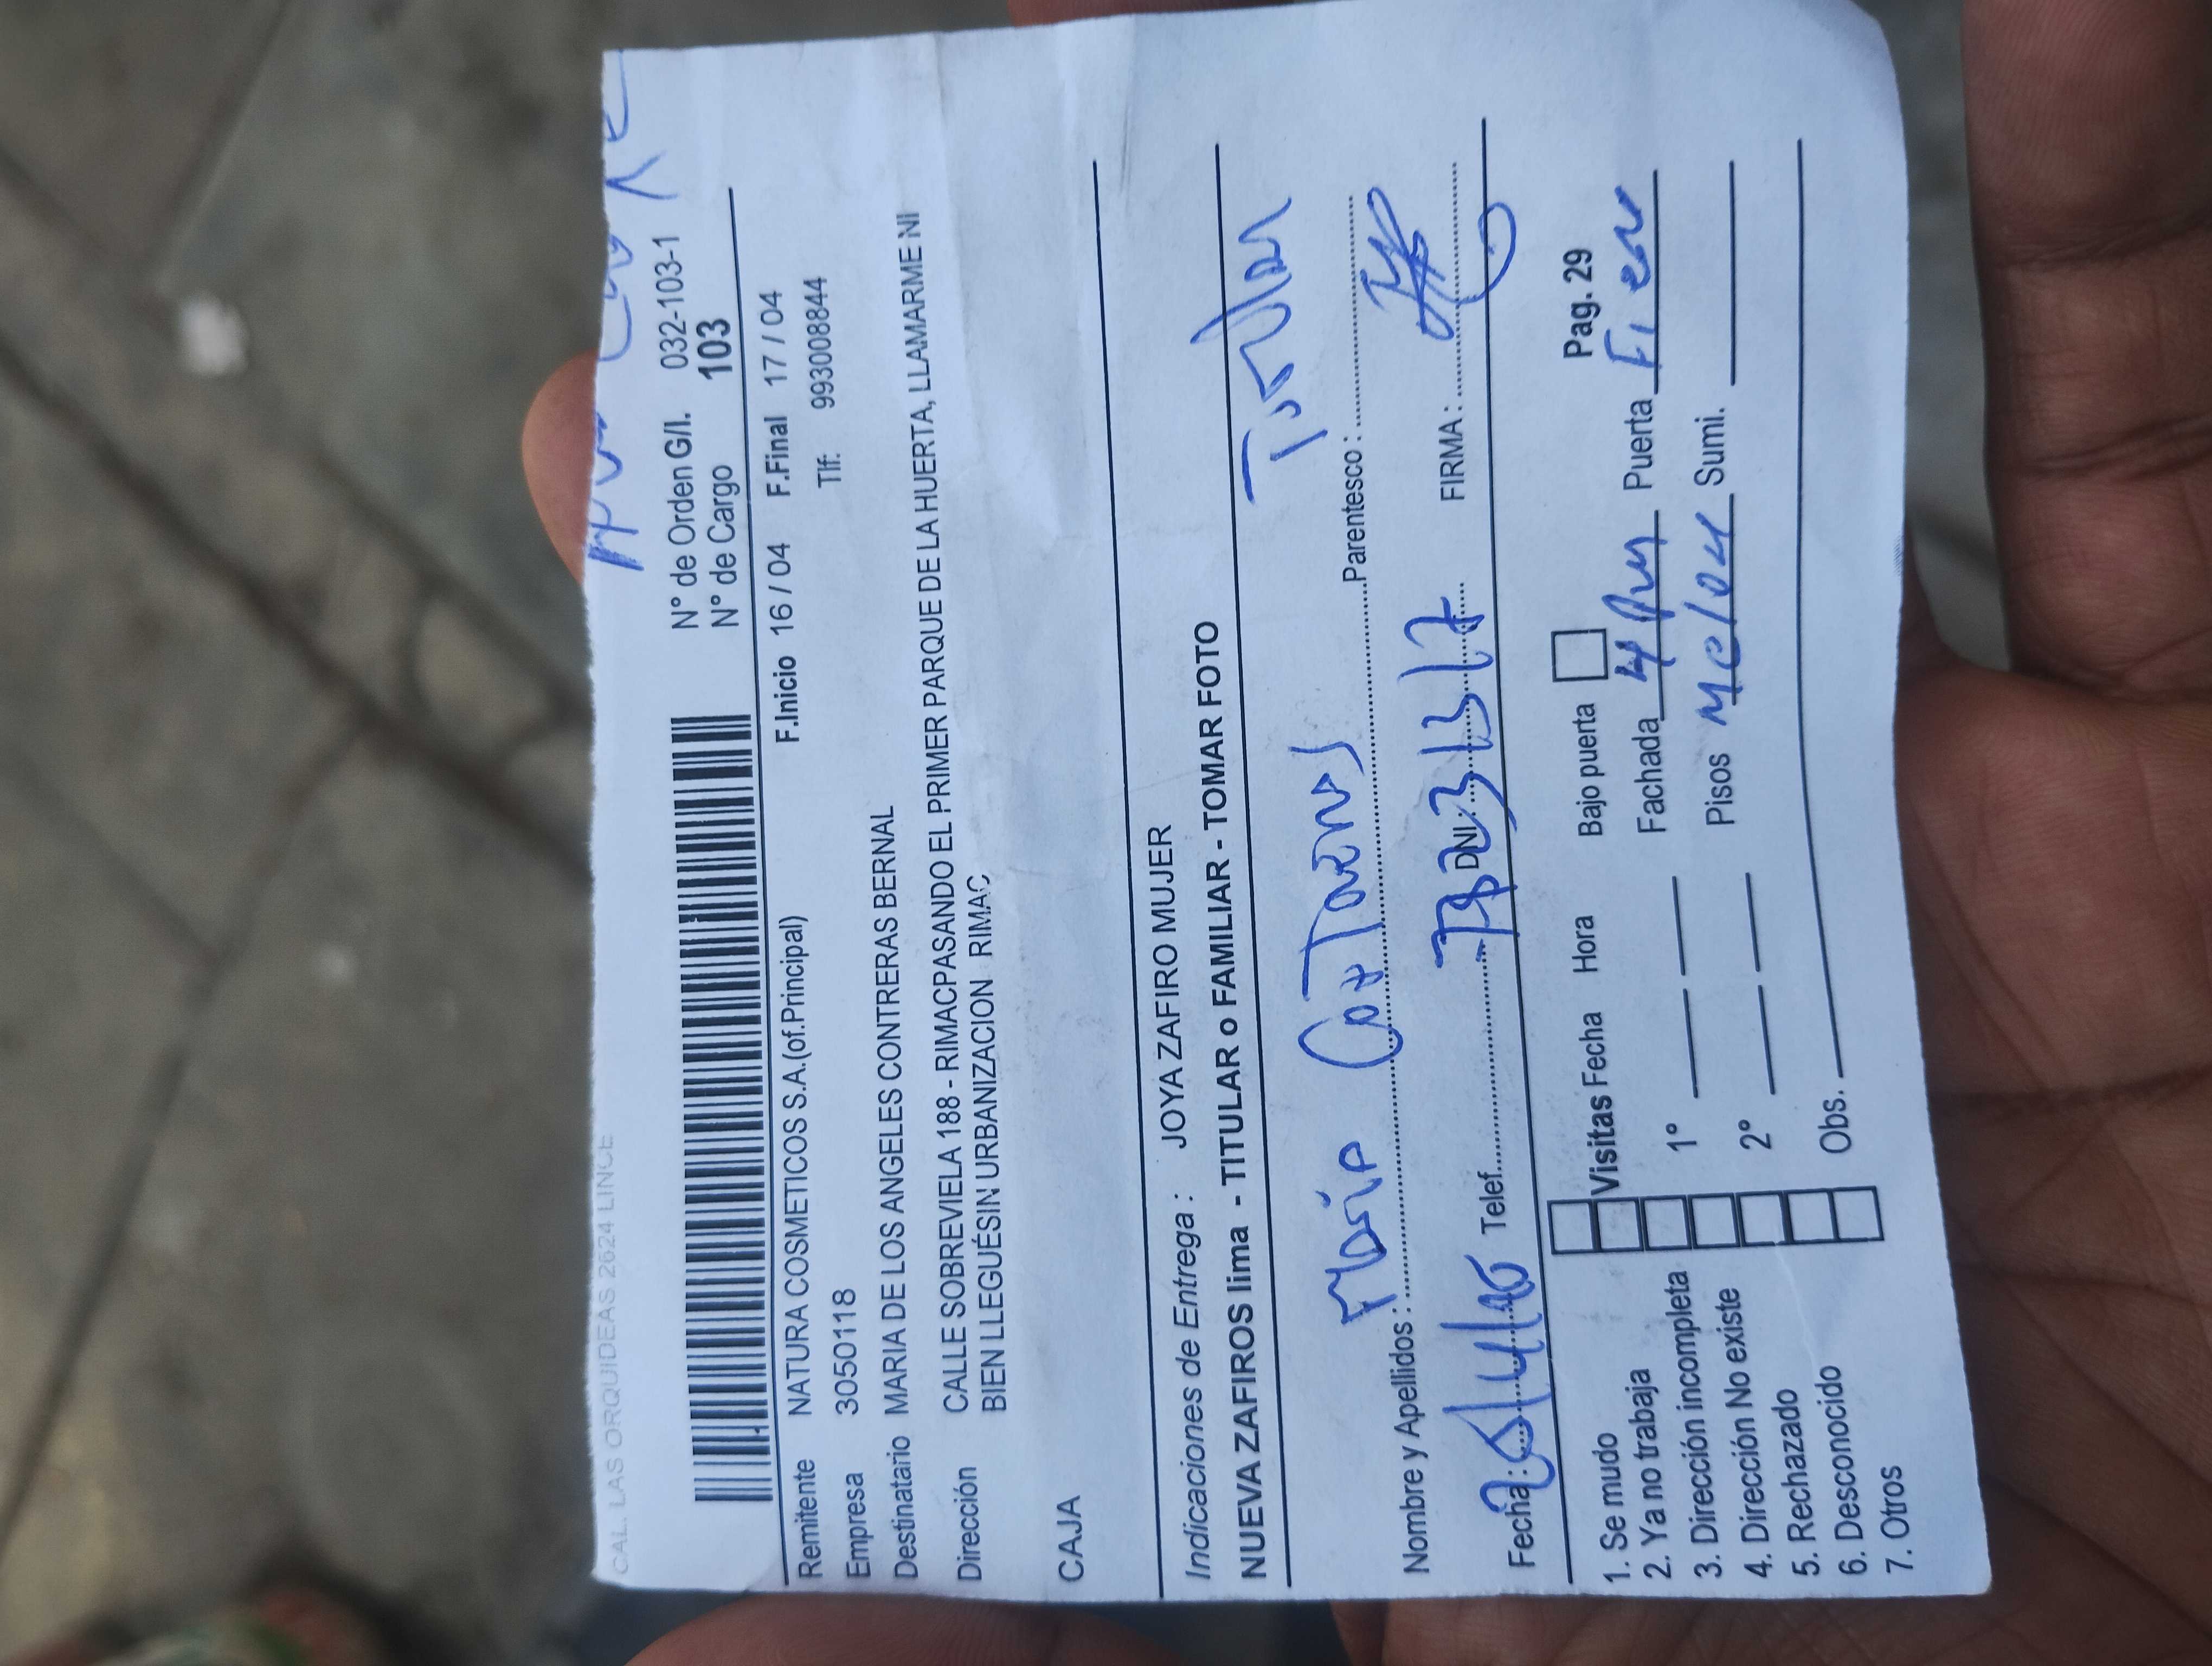 CAL. LAS ORQUIDEAS 2624 LINCE
N° de Orden G/I. 032-103-1
N° de Cargo 103
F.Inicio 16 / 04 F.Final 17 / 04
Remitente NATURA COSMETICOS S.A.(of.Principal)
Empresa 3050118 Tlf: 993008844
Destinatario MARIA DE LOS ANGELES CONTRERAS BERNAL
Dirección CALLE SOBREVIELA 188 - RIMACPASANDO EL PRIMER PARQUE DE LA HUERTA, LLAMARME NI
BIEN LLEGUÉSIN URBANIZACION RIMAC
CAJA
Indicaciones de Entrega : JOYA ZAFIRO MUJER
NUEVA ZAFIROS lima - TITULAR o FAMILIAR - TOMAR FOTO
Titular
Nombre y Apellidos : Maria Contreras Parentesco :
Fecha: Telef. DNI: FIRMA :
Bajo puerta Pag. 29
Visitas Fecha Hora Fachada 4 Puerta Fierr
1. Se mudo
2. Ya no trabaja 1° Pisos Sumi.
3. Dirección incompleta
4. Dirección No existe 2°
5. Rechazado
6. Desconocido Obs.
7. Otros